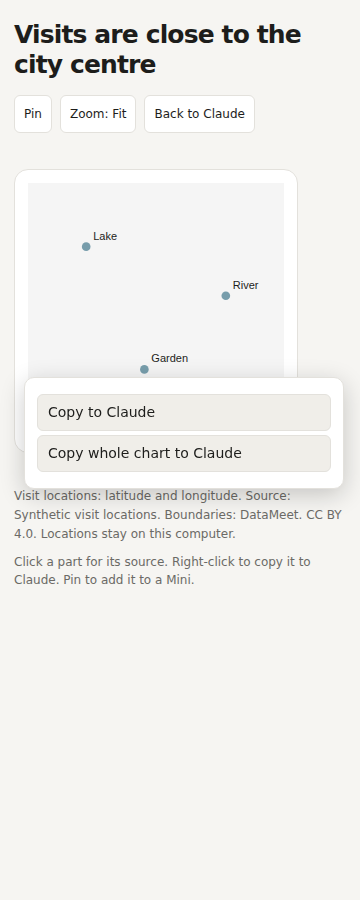 Visits are close to the
city centre
Pin
Zoom: Fit
Back to Claude
Lake
River
Garden
Copy to Claude
Copy whole chart to Claude
Visit locations: latitude and longitude. Source:
Synthetic visit locations. Boundaries: DataMeet. CC BY
4.0. Locations stay on this computer.
Click a part for its source. Right-click to copy it to
Claude. Pin to add it to a Mini.